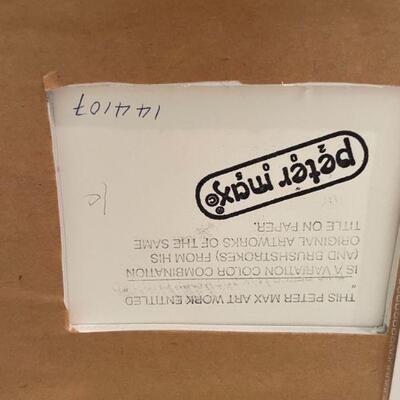 "THIS PETER MAX ART WORK ENTITLED
"
IS A VARIATION COLOR COMBINATION
(AND BRUSHSTROKES) FROM HIS
ORIGINAL ARTWORKS OF THE SAME
TITLE ON PAPER.
peter max©
144107